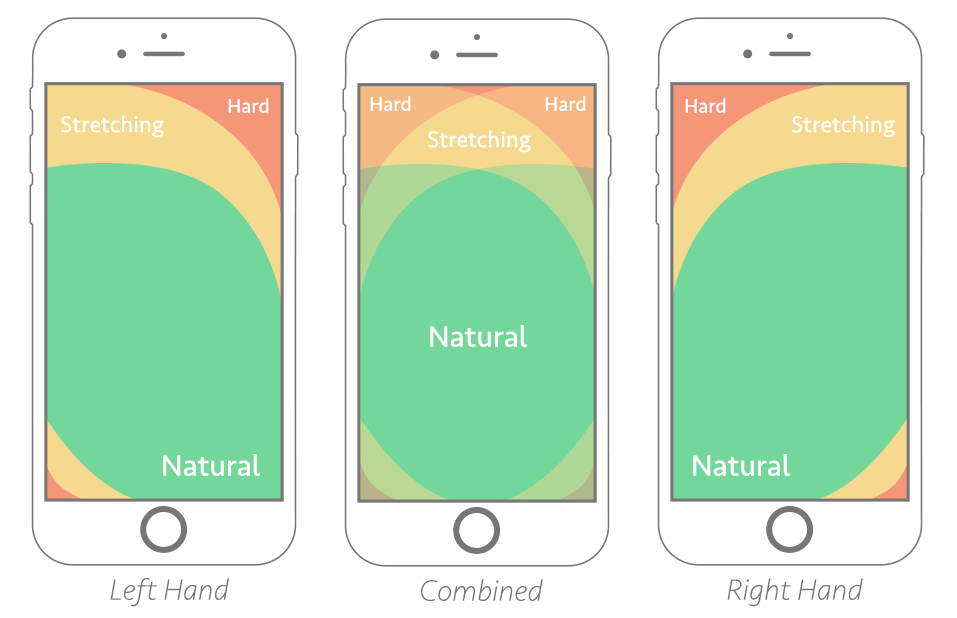 Hard
Stretching
Natural
Left Hand
Hard
Hard
Stretching
Natural
Combined
Hard
Stretching
Natural
Right Hand